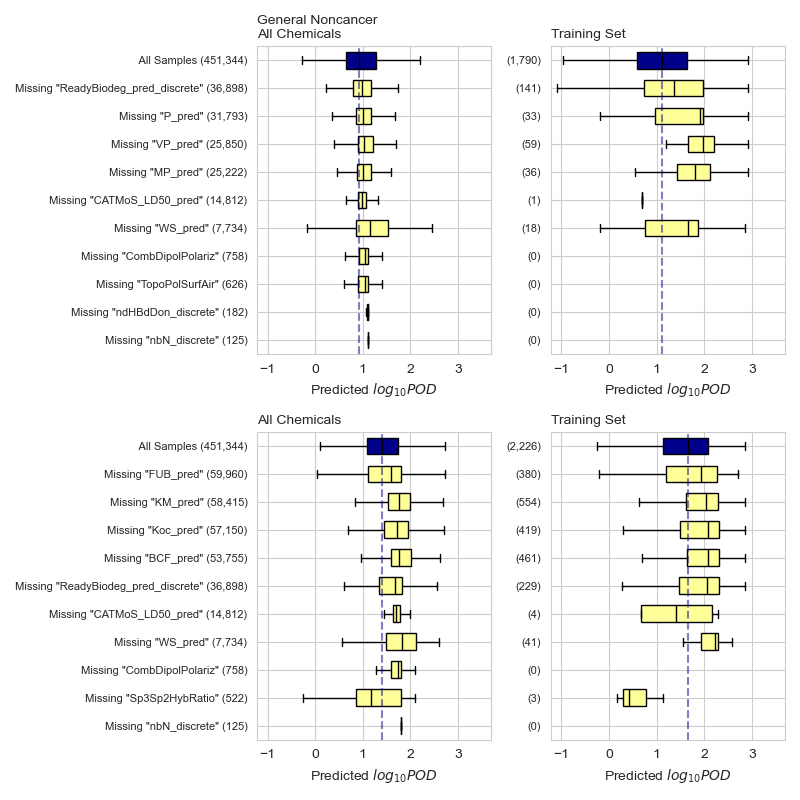 General Noncancer
All Chemicals
Training Set
All Samples (451,344)
(1,790)
Missing "ReadyBiodeg_pred_discrete" (36,898)
(141)
Missing "P_pred" (31,793)
(33)
Missing "VP_pred" (25,850)
(59)
Missing "MP_pred" (25,222)
(36)
Missing "CATMoS_LD50_pred" (14,812)
(1)
Missing "WS_pred" (7,734)
(18)
Missing "CombDipolPolariz" (758)
(0)
Missing "TopoPolSurfAir" (626)
(0)
Missing "ndHBdDon_discrete" (182)
(0)
Missing "nbN_discrete" (125)
(0)
−1 0 1 2 3
−1 0 1 2 3
Predicted log10POD
Predicted log10POD
All Chemicals
Training Set
All Samples (451,344)
(2,226)
Missing "FUB_pred" (59,960)
(380)
Missing "KM_pred" (58,415)
(554)
Missing "Koc_pred" (57,150)
(419)
Missing "BCF_pred" (53,755)
(461)
Missing "ReadyBiodeg_pred_discrete" (36,898)
(229)
Missing "CATMoS_LD50_pred" (14,812)
(4)
Missing "WS_pred" (7,734)
(41)
Missing "CombDipolPolariz" (758)
(0)
Missing "Sp3Sp2HybRatio" (522)
(3)
Missing "nbN_discrete" (125)
(0)
−1 0 1 2 3
−1 0 1 2 3
Predicted log10POD
Predicted log10POD